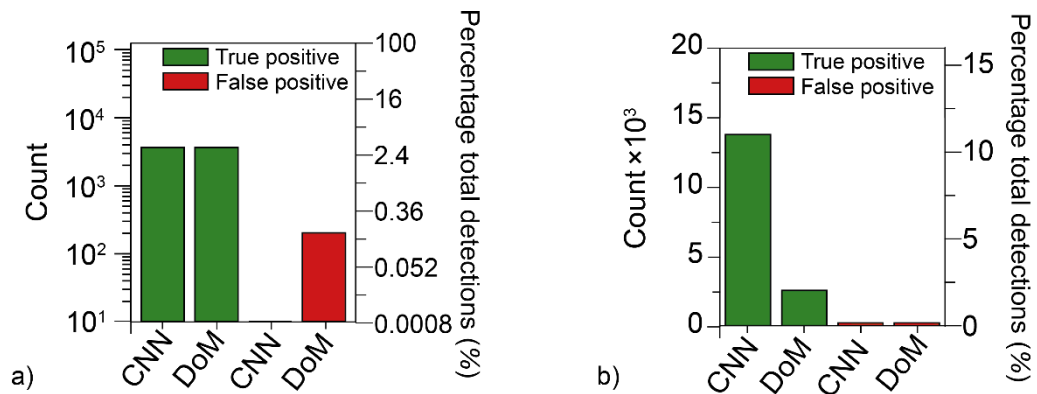 10⁵
10⁴
10³
10²
10¹
Count
True positive
False positive
100
16
2.4
0.36
0.052
0.0008
Percentage total detections (%)
CNN
DoM
CNN
DoM
a)
20
15
10
5
0
Count ×10³
True positive
False positive
15
10
5
0
Percentage total detections (%)
CNN
DoM
CNN
DoM
b)